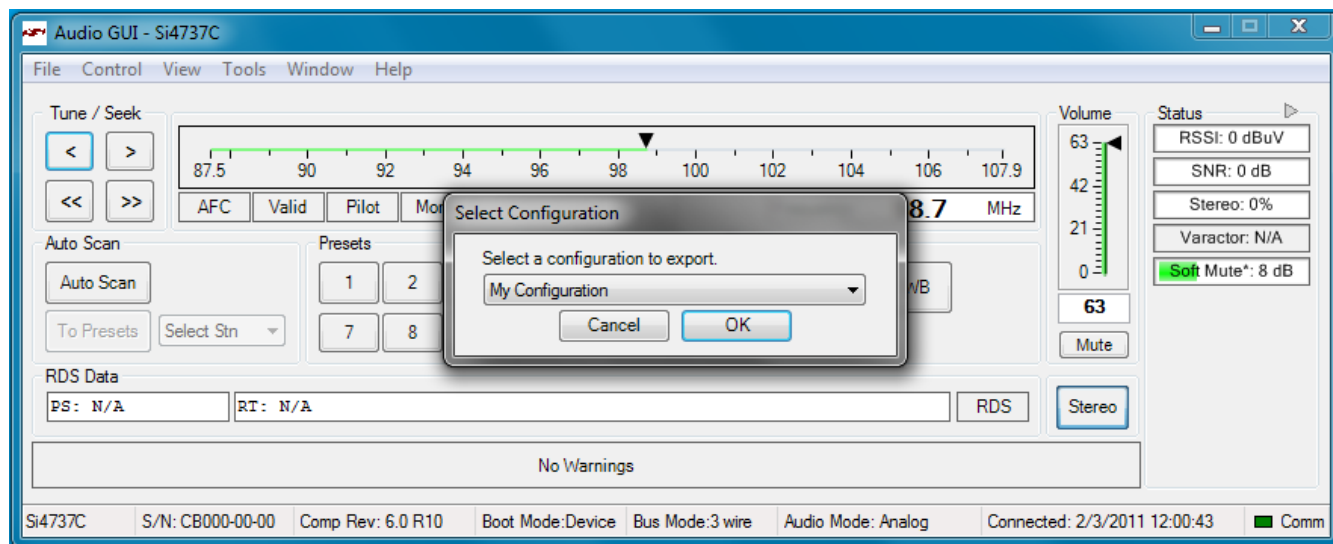 Audio GUI - Si4737C
File Control View Tools Window Help
Tune / Seek
< >
<< >>
87.5 90 92 94 96 98 100 102 104 106 107.9
AFC Valid Pilot MHz
Volume
63
42
21
0
63
Mute
Status
RSSI: 0 dBuV
SNR: 0 dB
Stereo: 0%
Varactor: N/A
Soft Mute*: 8 dB
Auto Scan
Auto Scan
To Presets Select Stn
Presets
1 2
7 8
Select Configuration
Select a configuration to export.
My Configuration
Cancel OK
RDS Data
PS: N/A RT: N/A RDS
Stereo
No Warnings
Si4737C S/N: CB000-00-00 Comp Rev: 6.0 R10 Boot Mode:Device Bus Mode:3 wire Audio Mode: Analog Connected: 2/3/2011 12:00:43 Comm